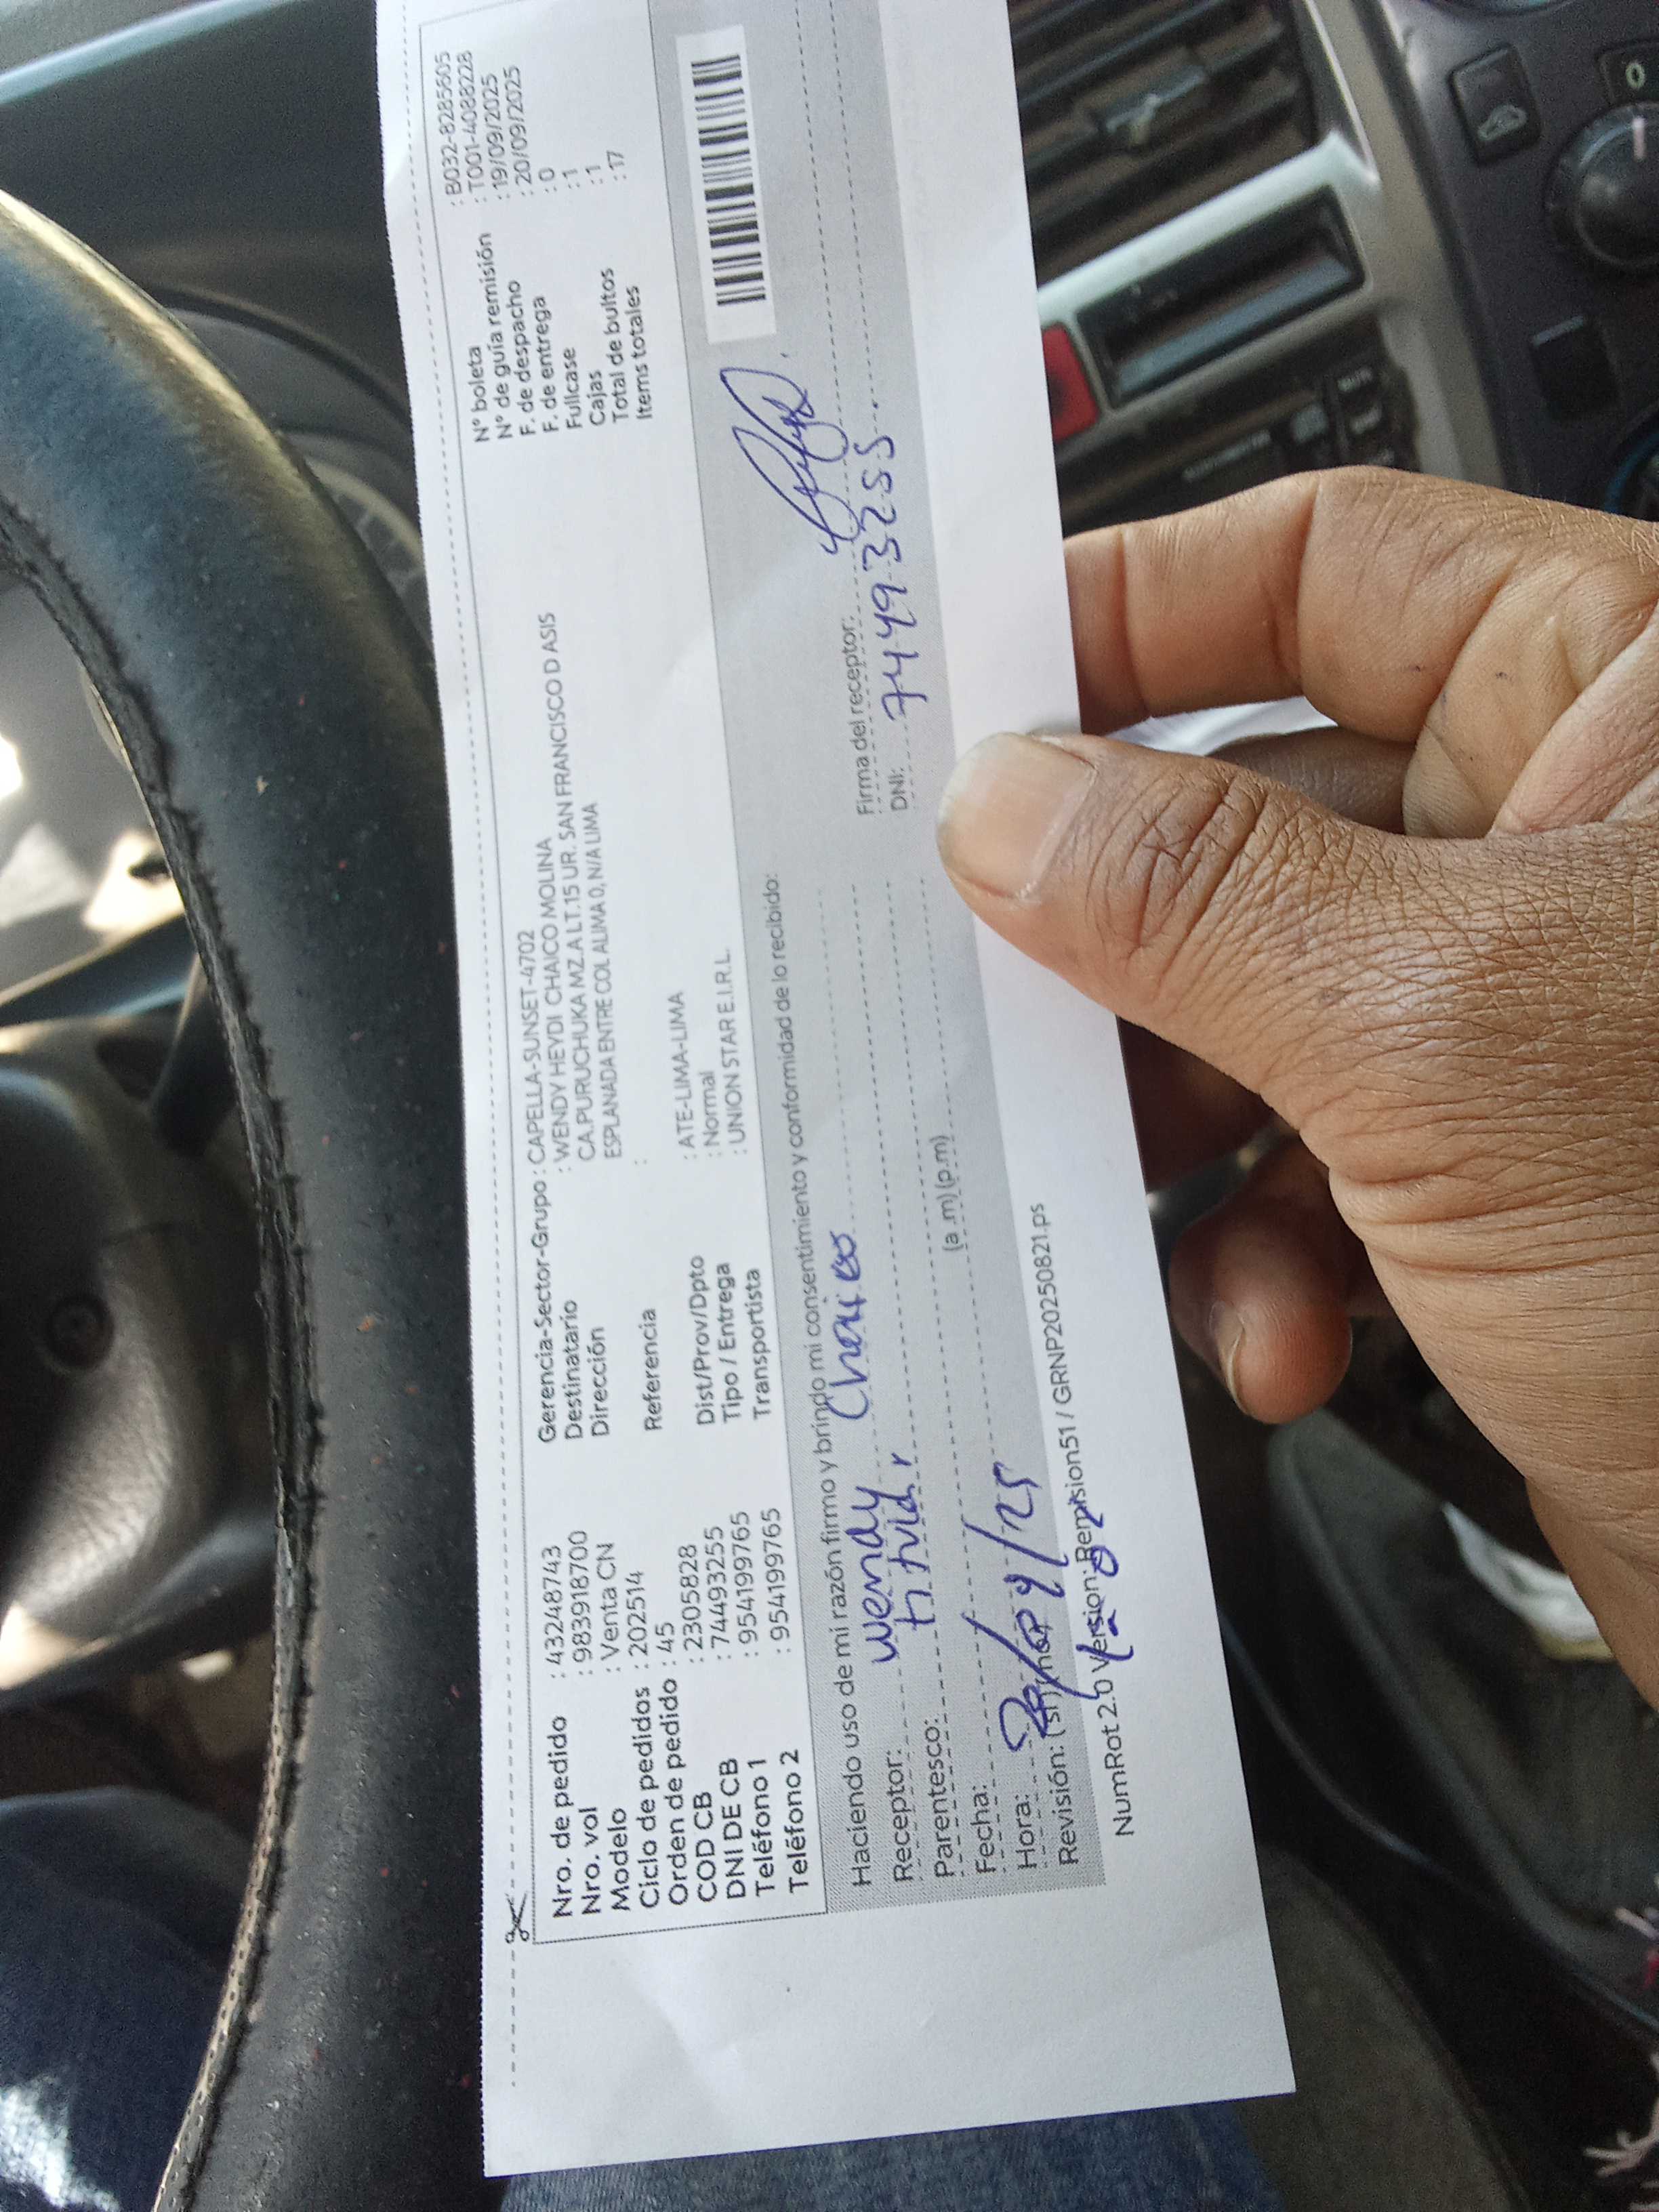 Nro. de pedido : 43248743
Nro. vol : 983918700
Modelo : Venta CN
Ciclo de pedidos : 202514
Orden de pedido : 45
COD CB : 2305828
DNI DE CB : 74493255
Teléfono 1 : 954199765
Teléfono 2 : 954199765
Gerencia-Sector-Grupo : CAPELLA-SUNSET-4702
Destinatario : WENDY HEYDI CHAICO MOLINA
Dirección : CA.PURUCHUKA MZ.A LT.15 UR. SAN FRANCISCO D ASIS
ESPLANADA ENTRE COL ALIMA 0, N/A LIMA
Referencia :
Dist/Prov/Dpto : ATE-LIMA-LIMA
Tipo / Entrega : Normal
Transportista : UNION STAR E.I.R.L.
N° boleta : B032-8285605
N° de guía remisión : T001-4088228
F. de despacho : 19/09/2025
F. de entrega : 20/09/2025
Fullcase : 0
Cajas : 1
Total de bultos : 1
Items totales : 17
Haciendo uso de mi razón firmo y brindo mi consentimiento y conformidad de lo recibido:
Receptor: Wendy Chaico
Parentesco: titular
Fecha: 20/09/25
Hora: (a .m) (p.m)
Revisión: (si)
Firma del receptor:
DNI: 74493255
NumRot 2.0 Version: Remision51 / GRNP20250821.ps